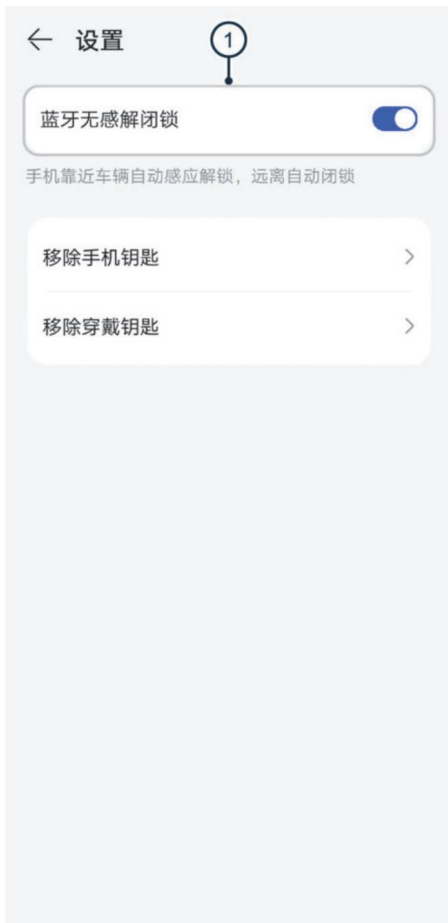 设置
1
蓝牙无感解闭锁
手机靠近车辆自动感应解锁，远离自动闭锁
移除手机钥匙
移除穿戴钥匙